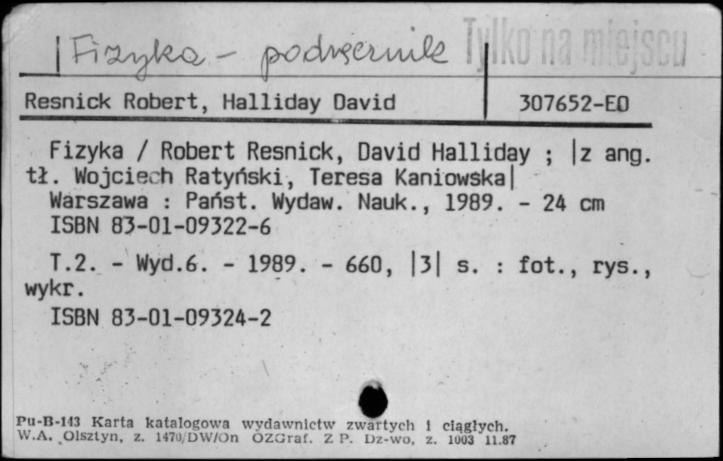 |Fizyka - podręcznik Tylko na miejscu
Resnick Robert, Halliday David 307652-EO
Fizyka / Robert Resnick, David Halliday ; |z ang.
tł. Wojciech Ratyński, Teresa Kaniowska|
Warszawa : Państ. Wydaw. Nauk., 1989. - 24 cm
ISBN 83-01-09322-6
T.2. - Wyd.6. - 1989. - 660, |3| s. : fot., rys.,
wykr.
ISBN 83-01-09324-2
Pu-B-143 Karta katalogowa wydawnictw zwartych i ciągłych.
W.A. Olsztyn, z. 1470/DW/On OZGraf. Z P. Dz-wo, z. 1003 11.87